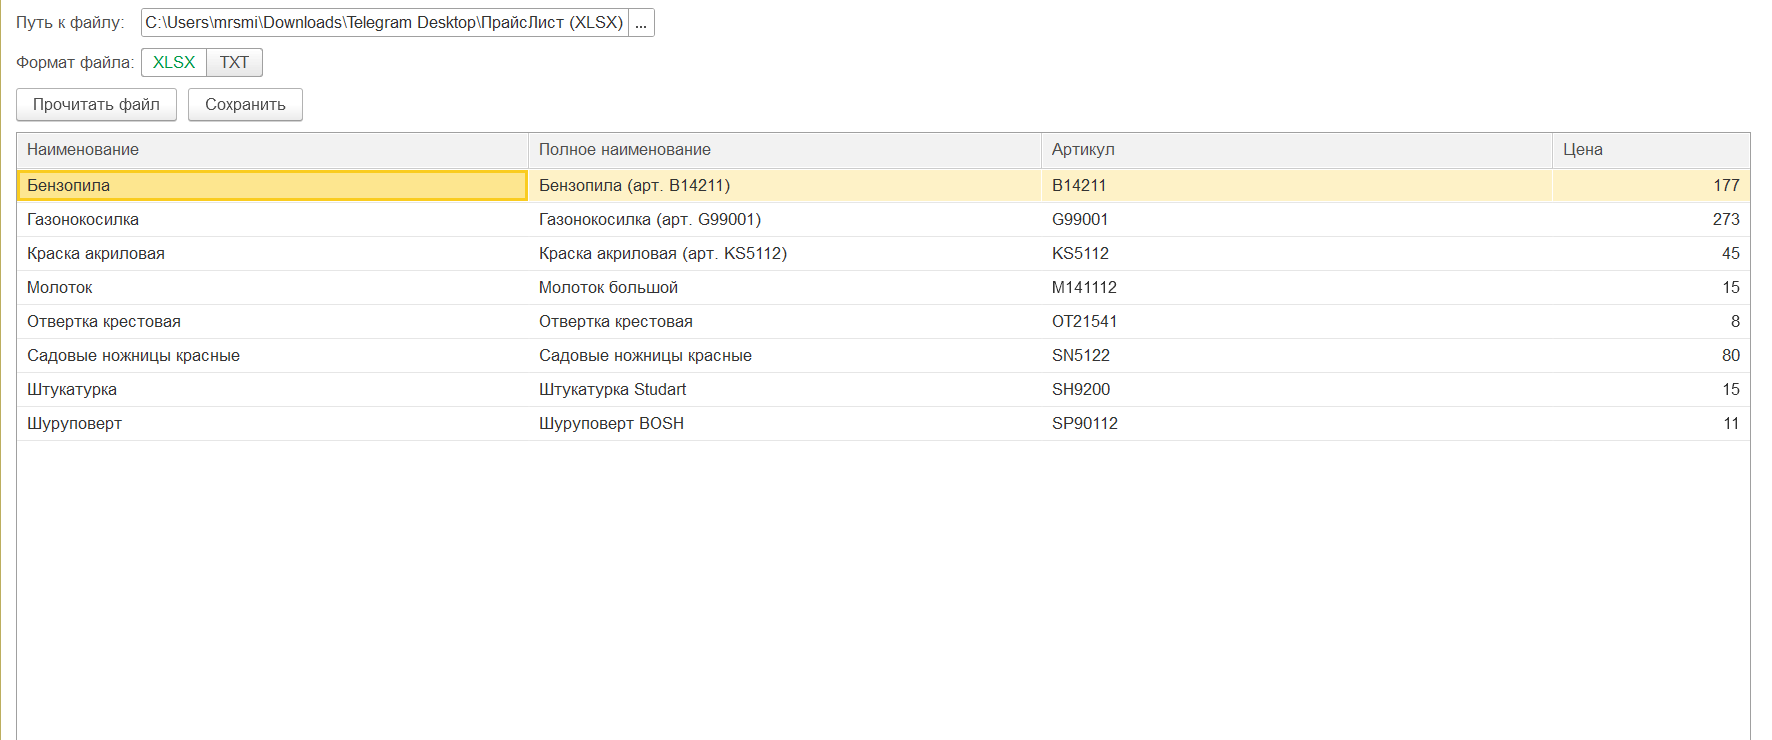 Путь к файлу: C:\Users\mrsmi\Downloads\Telegram Desktop\ПрайсЛист (XLSX) ...
Формат файла: XLSX TXT
Прочитать файл Сохранить
Наименование Полное наименование Артикул Цена
Бензопила Бензопила (арт. B14211) B14211 177
Газонокосилка Газонокосилка (арт. G99001) G99001 273
Краска акриловая Краска акриловая (арт. KS5112) KS5112 45
Молоток Молоток большой M141112 15
Отвертка крестовая Отвертка крестовая OT21541 8
Садовые ножницы красные Садовые ножницы красные SN5122 80
Штукатурка Штукатурка Studart SH9200 15
Шуруповерт Шуруповерт BOSH SP90112 11